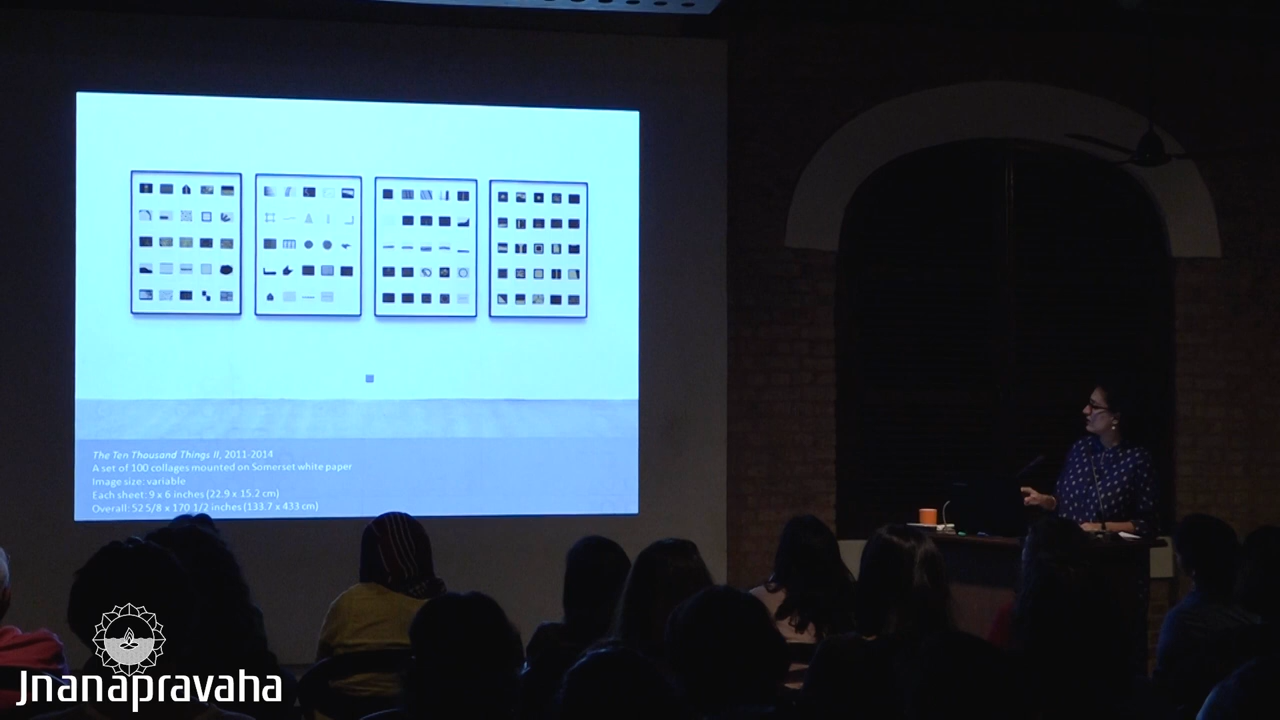 The Ten Thousand Things II, 2011-2014
A set of 100 collages mounted on Somerset white paper
Image size: variable
Each sheet: 9 x 6 inches (22.9 x 15.2 cm)
Overall: 52 5/8 x 170 1/2 inches (133.7 x 433 cm)
Jnanapravaha